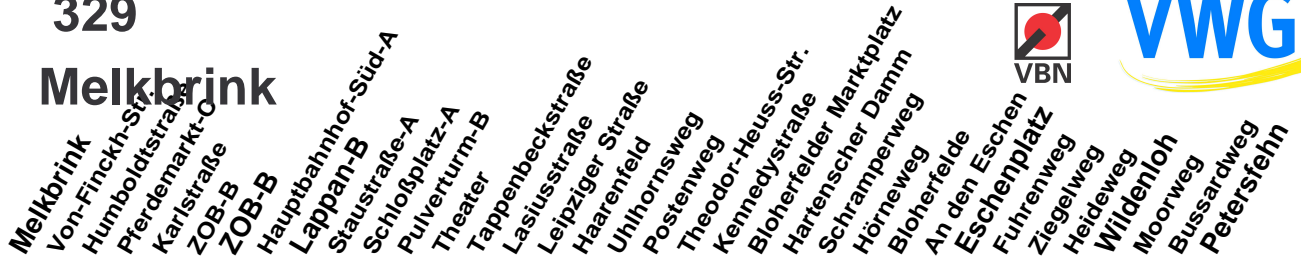 329
Melkbrink
VBN
VWG
Melkbrink
Von-Finckh-Str.
Humboldtstraße
Pferdemarkt-C
Karlstraße
ZOB-B
ZOB-B
Hauptbahnhof-Süd-A
Lappan-B
Staustraße-A
Schloßplatz-A
Pulverturm-B
Theater
Tappenbeckstraße
Lasiusstraße
Leipziger Straße
Haarenfeld
Uhlhornsweg
Postenweg
Theodor-Heuss-Str.
Kennedystraße
Bloherfelder Marktplatz
Hartenscher Damm
Schramperweg
Hörneweg
Bloherfelde
An den Eschen
Eschenplatz
Fuhrenweg
Ziegelweg
Heideweg
Wildenloh
Moorweg
Bussardweg
Petersfehn